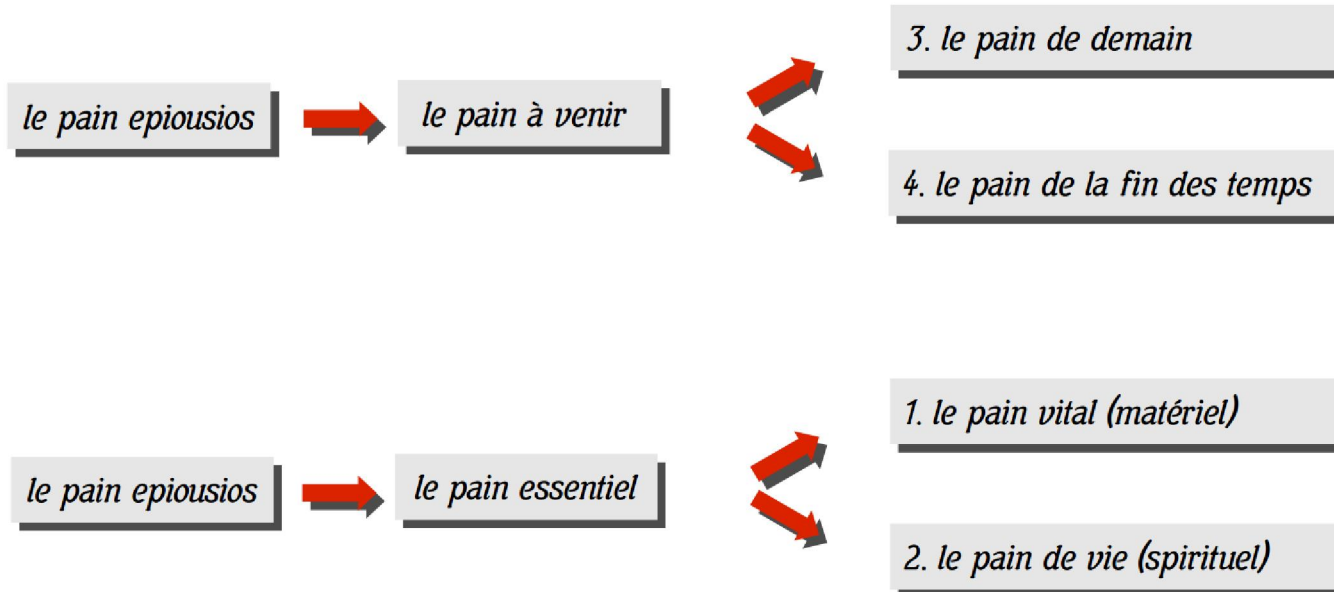 le pain epiousios
le pain à venir
3. le pain de demain
4. le pain de la fin des temps
le pain epiousios
le pain essentiel
1. le pain vital (matériel)
2. le pain de vie (spirituel)